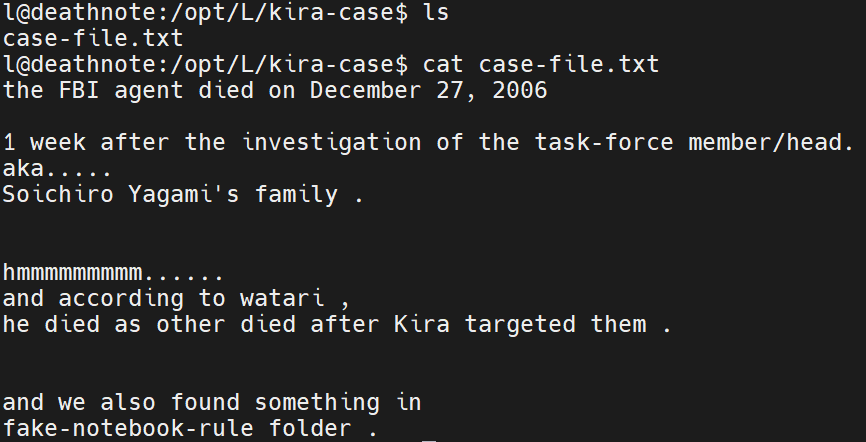 l@deathnote:/opt/L/kira-case$ ls
case-file.txt
l@deathnote:/opt/L/kira-case$ cat case-file.txt
the FBI agent died on December 27, 2006
1 week after the investigation of the task-force member/head.
aka.....
Soichiro Yagami's family .
hmmmmmmmmm......
and according to watari ,
he died as other died after Kira targeted them .
and we also found something in
fake-notebook-rule folder .